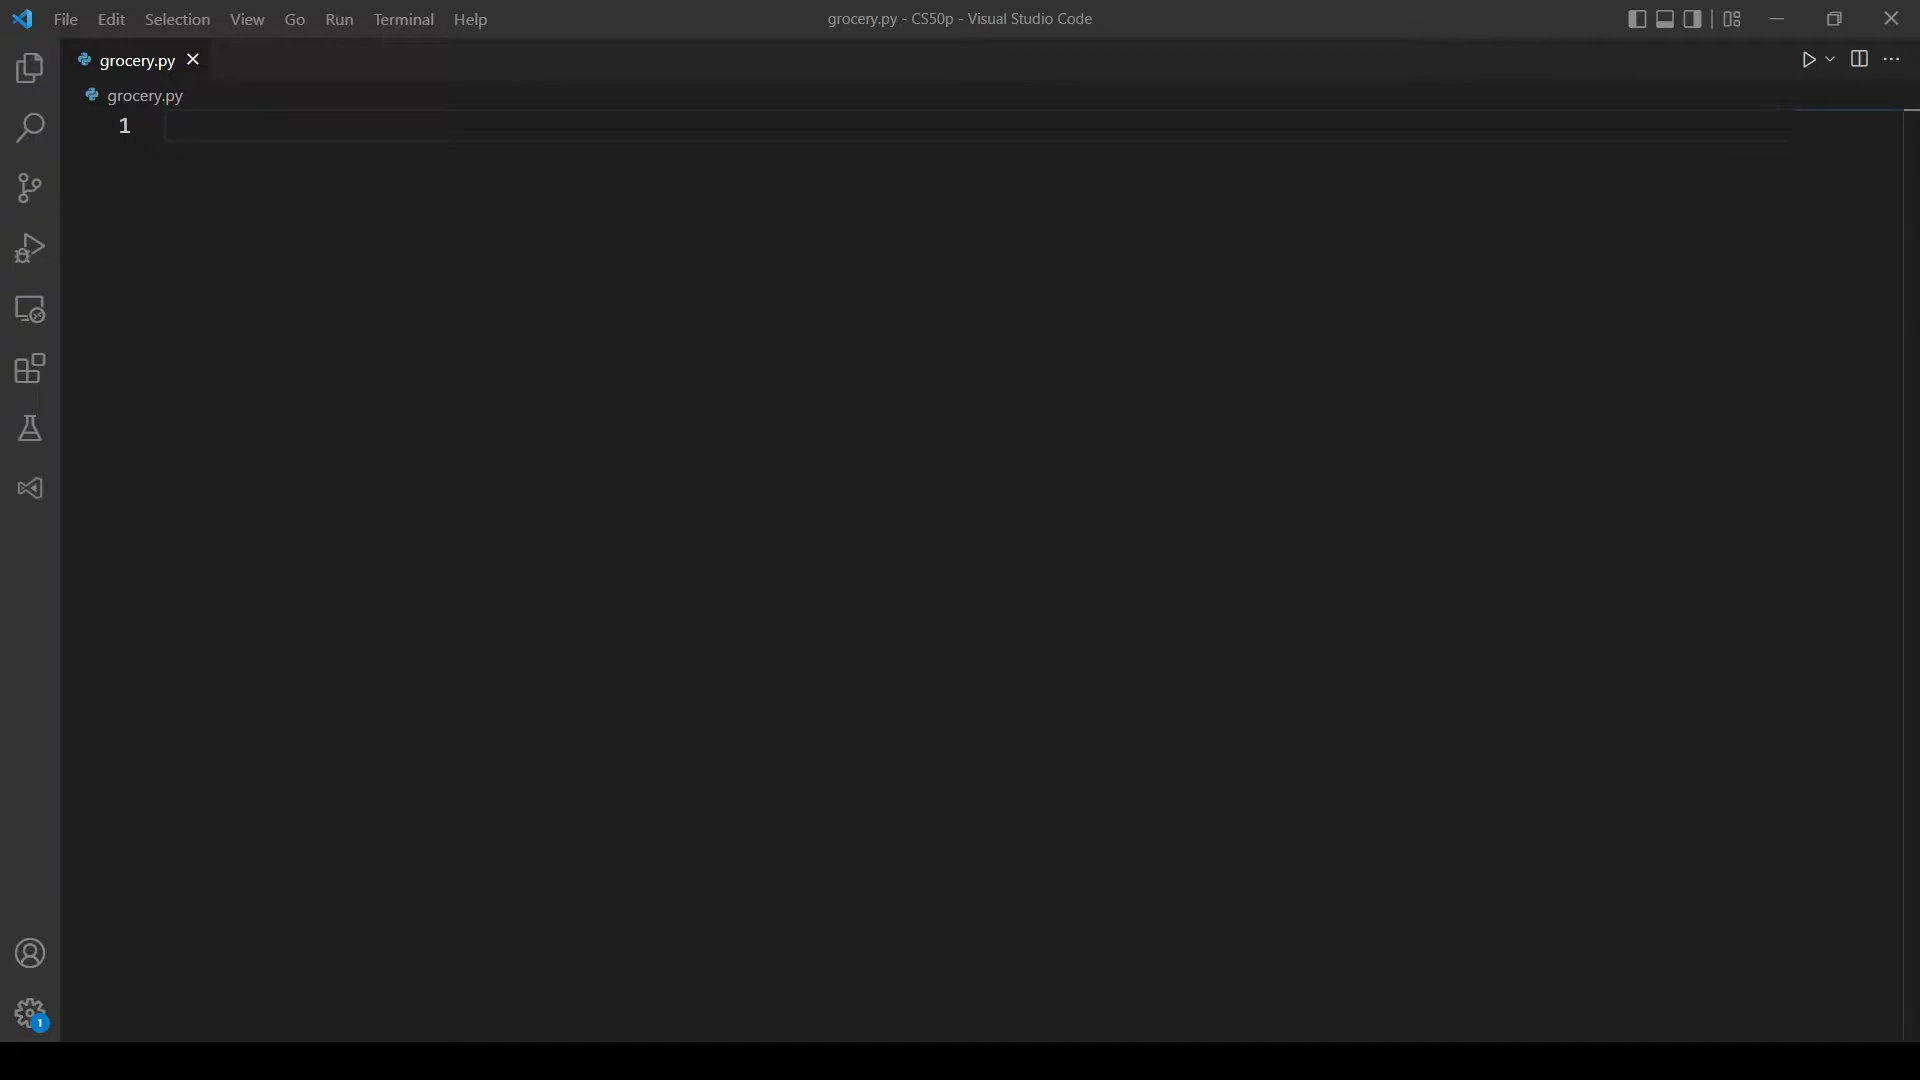 File Edit Selection View Go Run Terminal Help
grocery.py - CS50p - Visual Studio Code
grocery.py
grocery.py
1
1